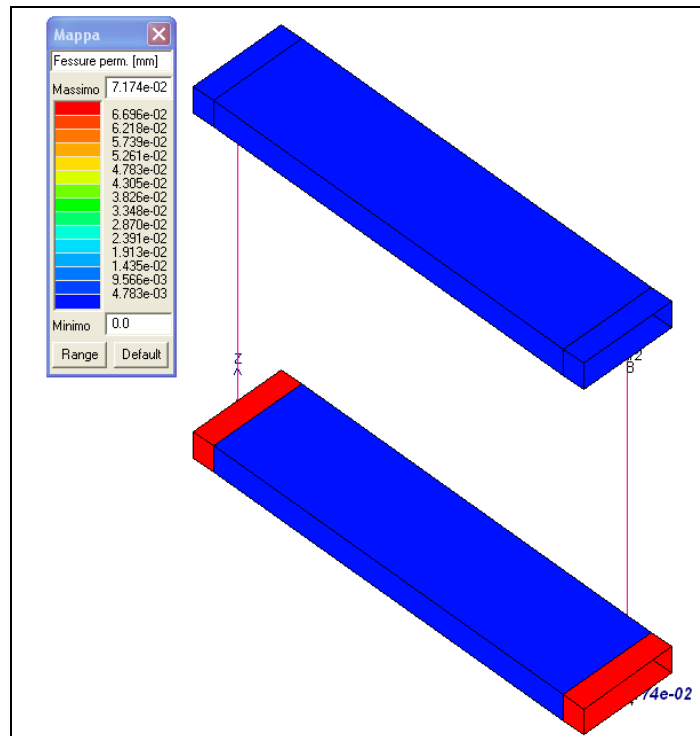 Mappa
Fessure perm. [mm]
Massimo 7.174e-02
6.696e-02
6.218e-02
5.739e-02
5.261e-02
4.783e-02
4.305e-02
3.826e-02
3.348e-02
2.870e-02
2.391e-02
1.913e-02
1.435e-02
9.566e-03
4.783e-03
Minimo 0.0
Range Default
Z
B
74e-02